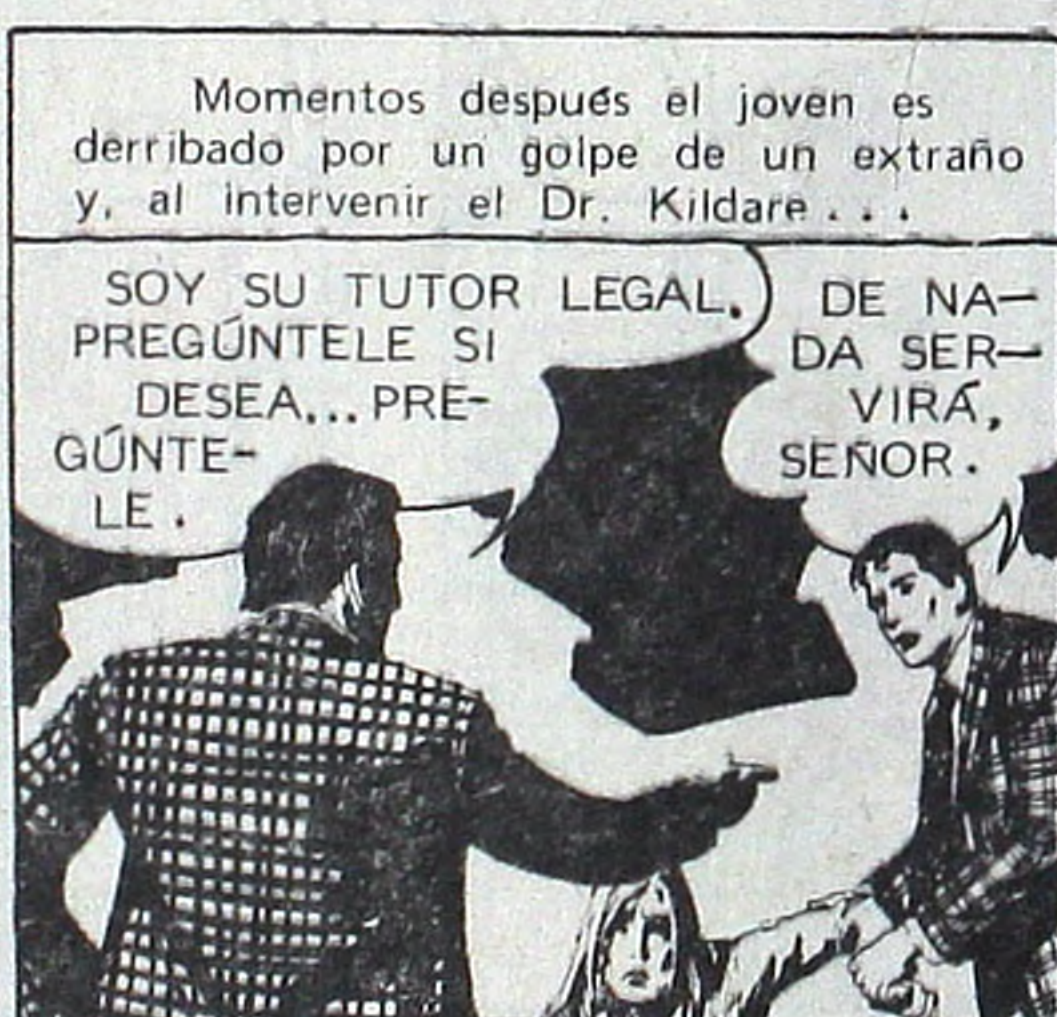 Momentos después el joven es
derribado por un golpe de un extraño
y, al intervenir el Dr. Kildare...
SOY SU TUTOR LEGAL.
PREGÚNTELE SI
DESEA... PRE-
GÚNTE-
LE.
DE NA-
DA SER-
VIRÁ,
SEÑOR.